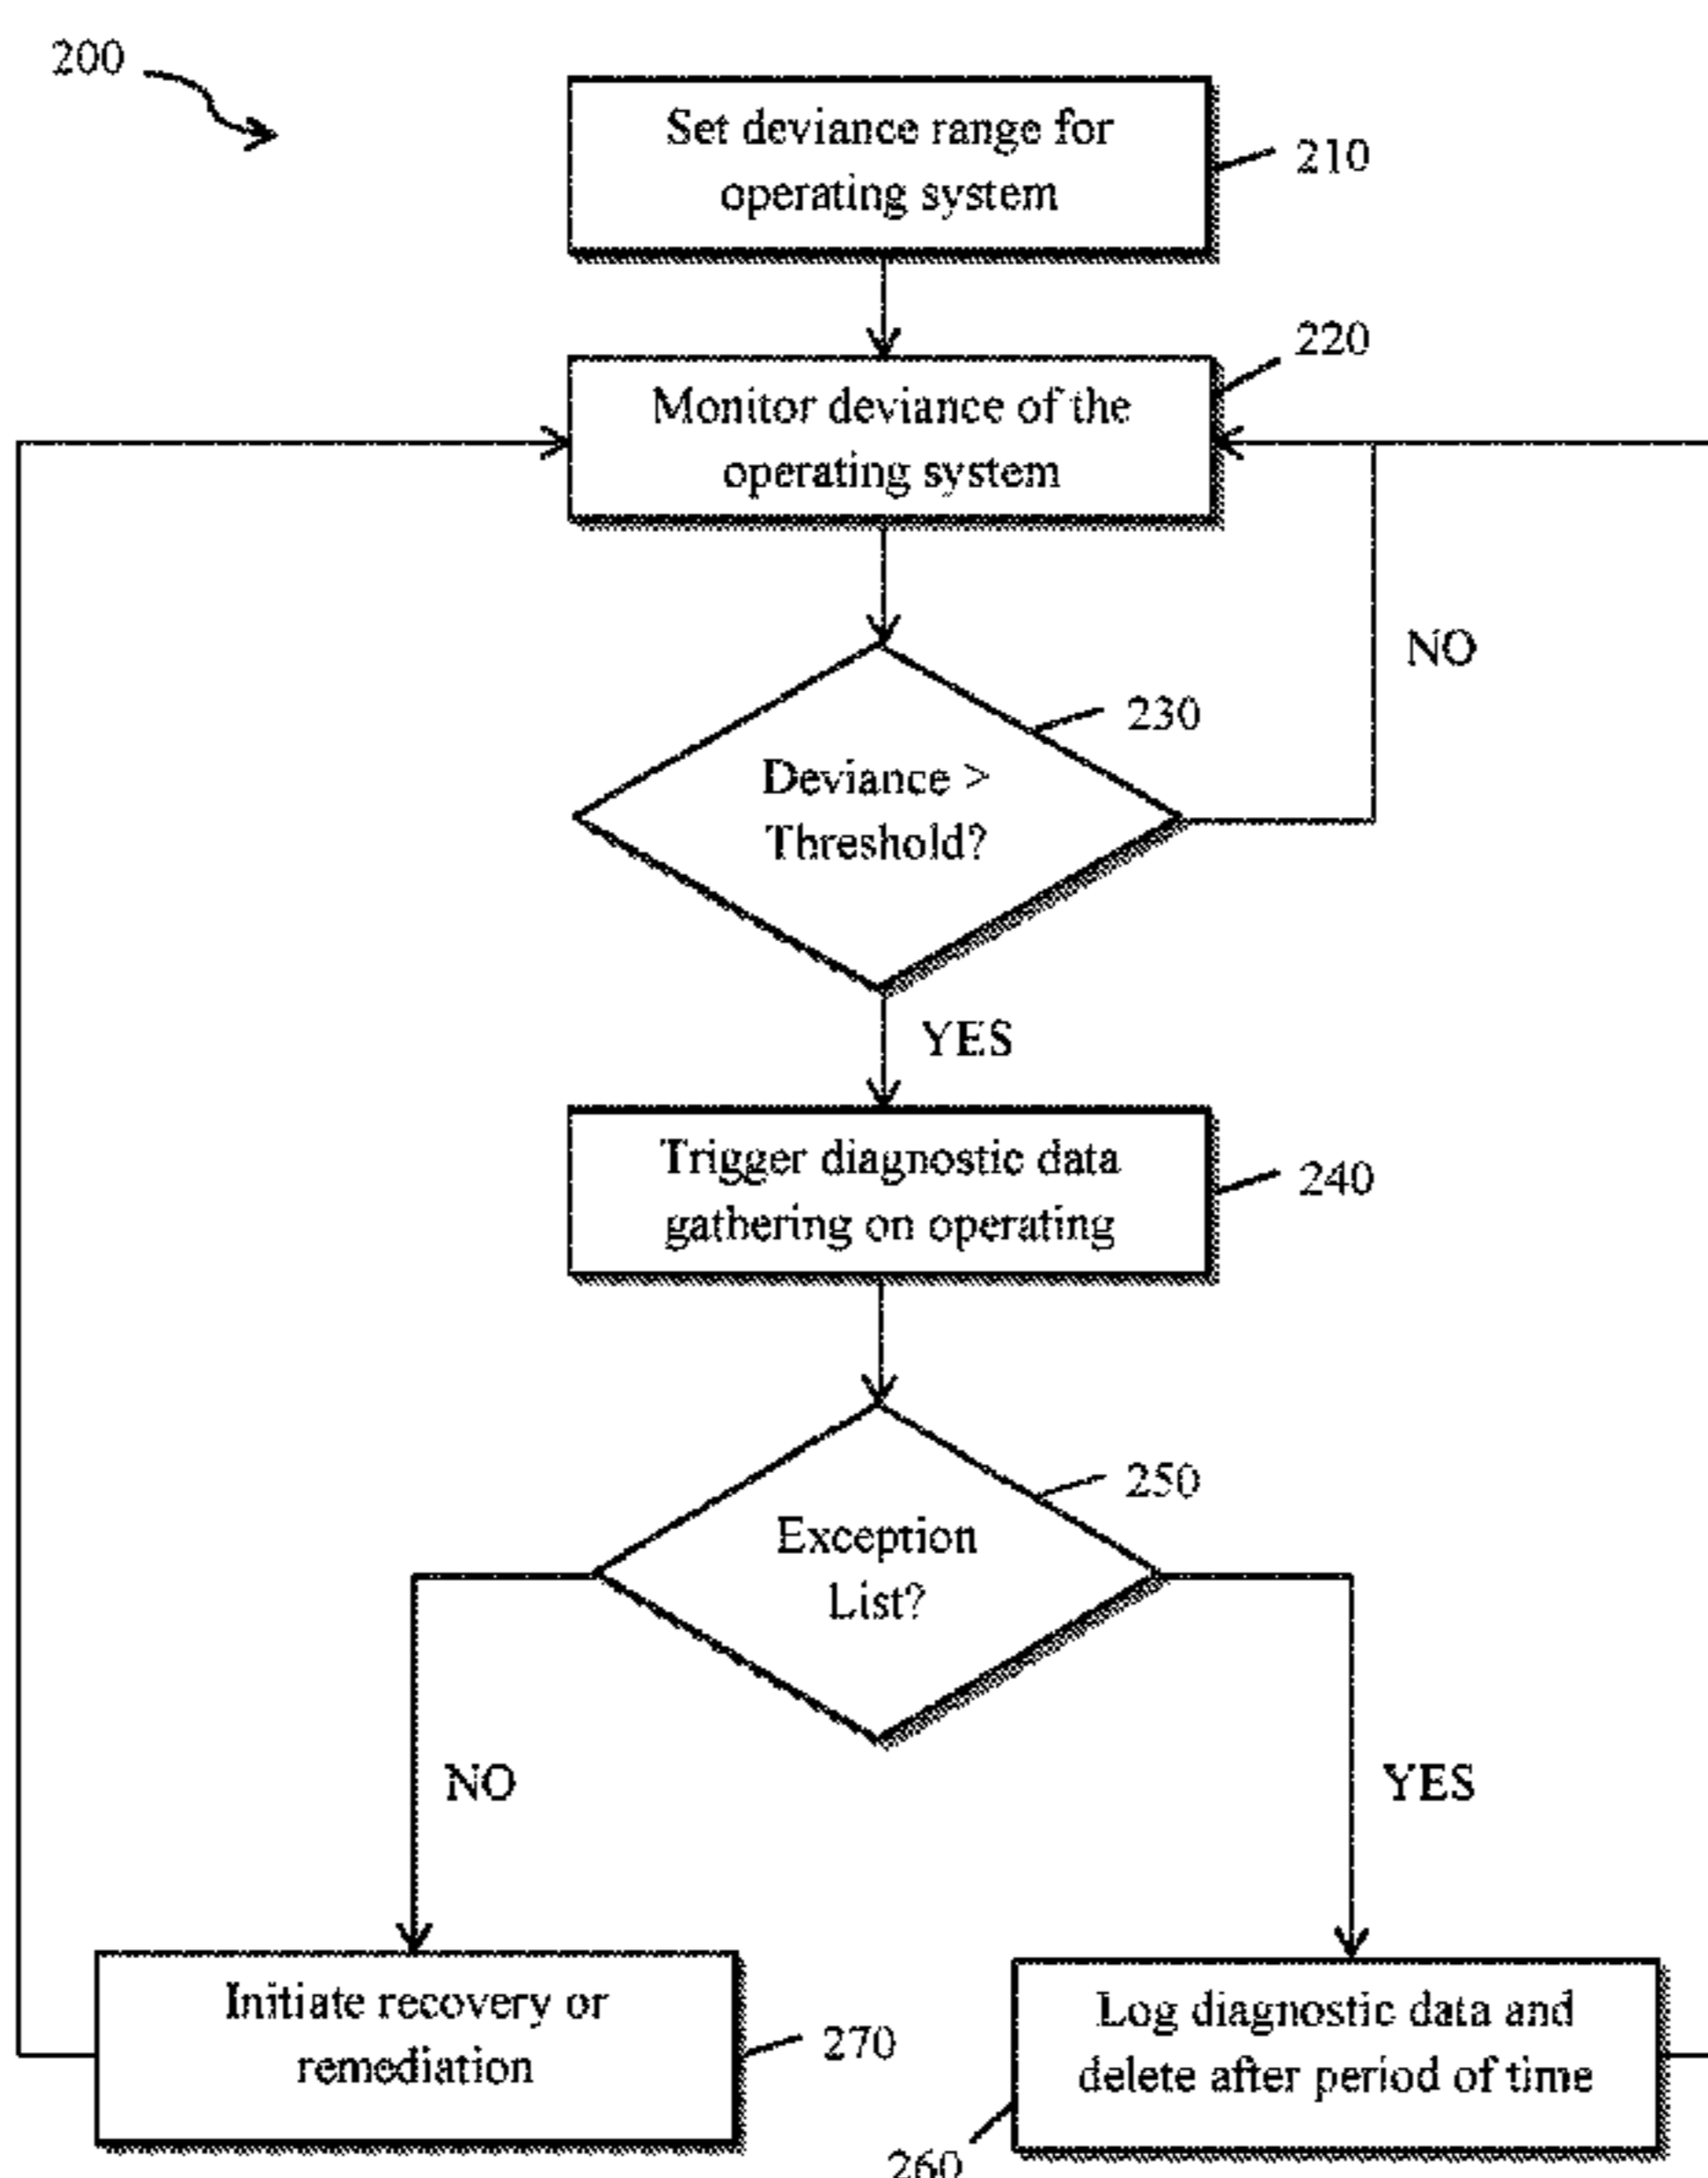 200
Set deviance range for
operating system
210
220
Monitor deviance of the
operating system
NO
230
Deviance >
Threshold?
YES
Trigger diagnostic data
gathering on operating
240
250
Exception
List?
NO
YES
Initiate recovery or
remediation
270
Log diagnostic data and
delete after period of time
260